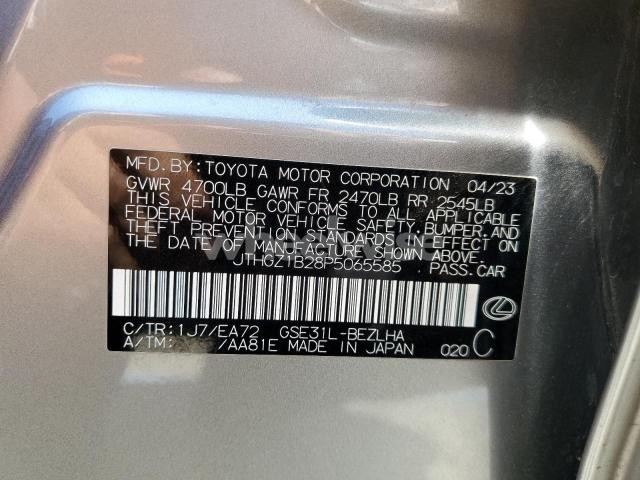 MFD. BY: TOYOTA MOTOR CORPORATION 04/23
GVWR 4700LB GAWR FR 2470LB RR 2545LB
THIS VEHICLE CONFORMS TO ALL APPLICABLE
FEDERAL MOTOR VEHICLE SAFETY, BUMPER, AND
THEFT PREVENTION STANDARDS IN EFFECT ON
THE DATE OF MANUFACTURE SHOWN ABOVE.
JTHGZ1B28P5065585 PASS. CAR
C/TR: 1J7/EA72 GSE31L-BEZLHA
A/TM: /AA81E MADE IN JAPAN 020 C